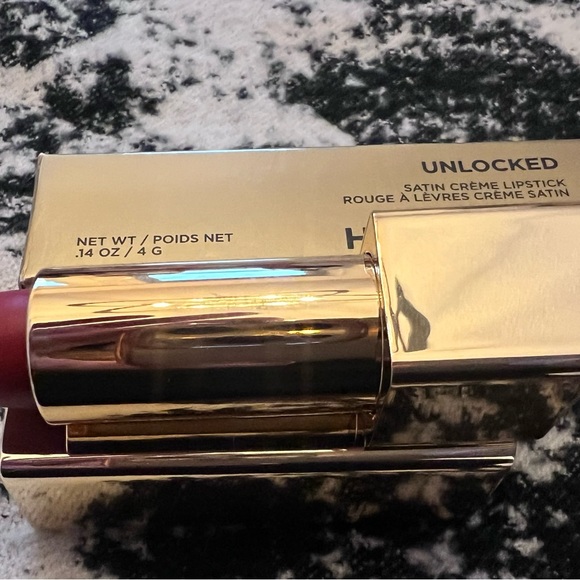 UNLOCKED
SATIN CRÈME LIPSTICK
ROUGE À LÈVRES CRÈME SATIN
NET WT / POIDS NET
.14 OZ / 4 G